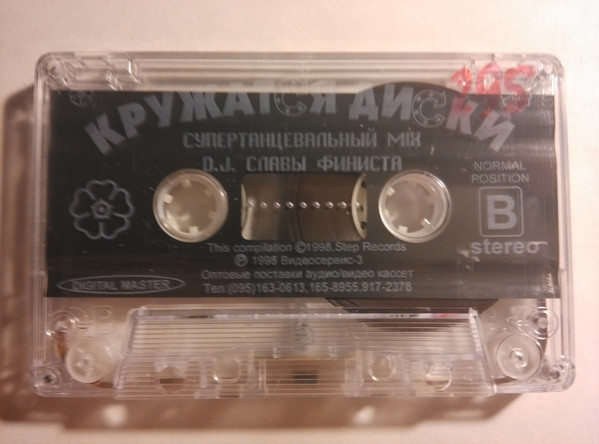 195
КРУЖАТСЯ ДИСКИ
СУПЕРТАНЦЕВАЛЬНЫЙ MIX
D.J. СЛАВЫ ФИНИСТА
NORMAL
POSITION
B
stereo
This compilation ©1998.Step Records
℗ 1998 Видеосервис-3
Оптовые поставки аудио/видео кассет
Тел:(095)163-0613,165-8955,917-2378
DIGITAL MASTER